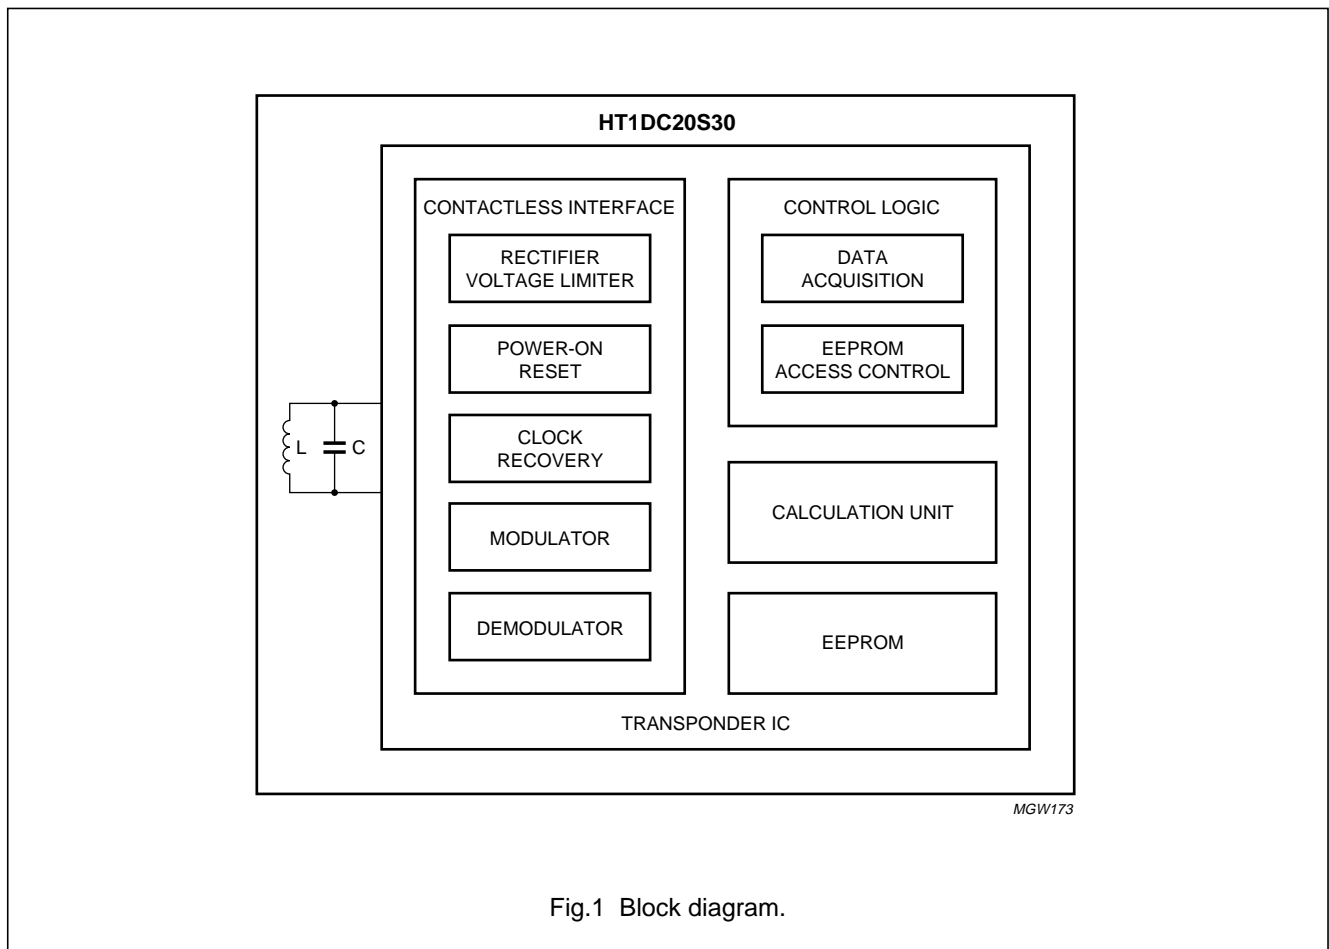 HT1DC20S30
CONTACTLESS INTERFACE
RECTIFIER
VOLTAGE LIMITER
POWER-ON
RESET
CLOCK
RECOVERY
MODULATOR
DEMODULATOR
CONTROL LOGIC
DATA
ACQUISITION
EEPROM
ACCESS CONTROL
CALCULATION UNIT
EEPROM
L
C
TRANSPONDER IC
MGW173
Fig.1 Block diagram.